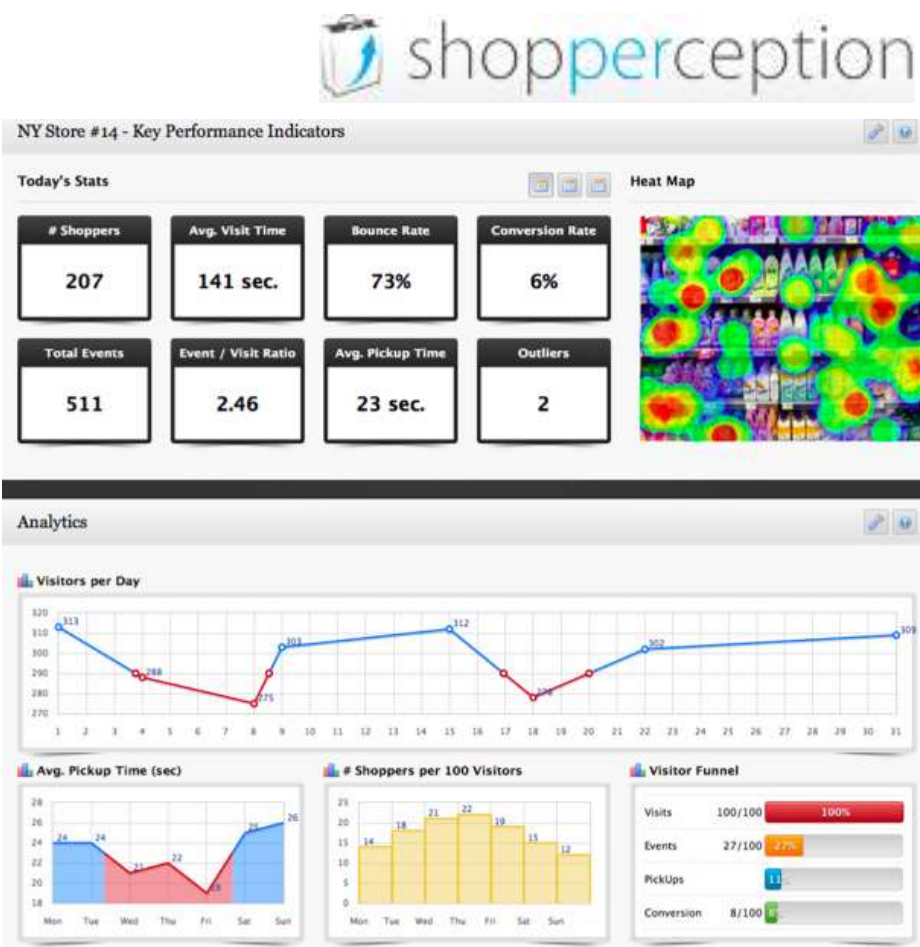 shopperception
NY Store #14 - Key Performance Indicators
Today's Stats
Heat Map
# Shoppers
Avg. Visit Time
Bounce Rate
Conversion Rate
207
141 sec.
73%
6%
Total Events
Event / Visit Ratio
Avg. Pickup Time
Outliers
511
2.46
23 sec.
2
Analytics
Visitors per Day
320
310
300
290
280
270
313
288
275
303
312
278
302
309
1 2 3 4 5 6 7 8 9 10 11 12 13 14 15 16 17 18 19 20 21 22 23 24 25 26 27 28 29 30 31
Avg. Pickup Time (sec)
28
26
24
22
20
18
24 24 21 22 19 25 26
Mon Tue Wed Thu Fri Sat Sun
# Shoppers per 100 Visitors
25
20
15
10
5
0
14 18 21 22 19 15 12
Mon Tue Wed Thu Fri Sat Sun
Visitor Funnel
Visits 100/100 100%
Events 27/100 27%
PickUps 11
Conversion 8/100